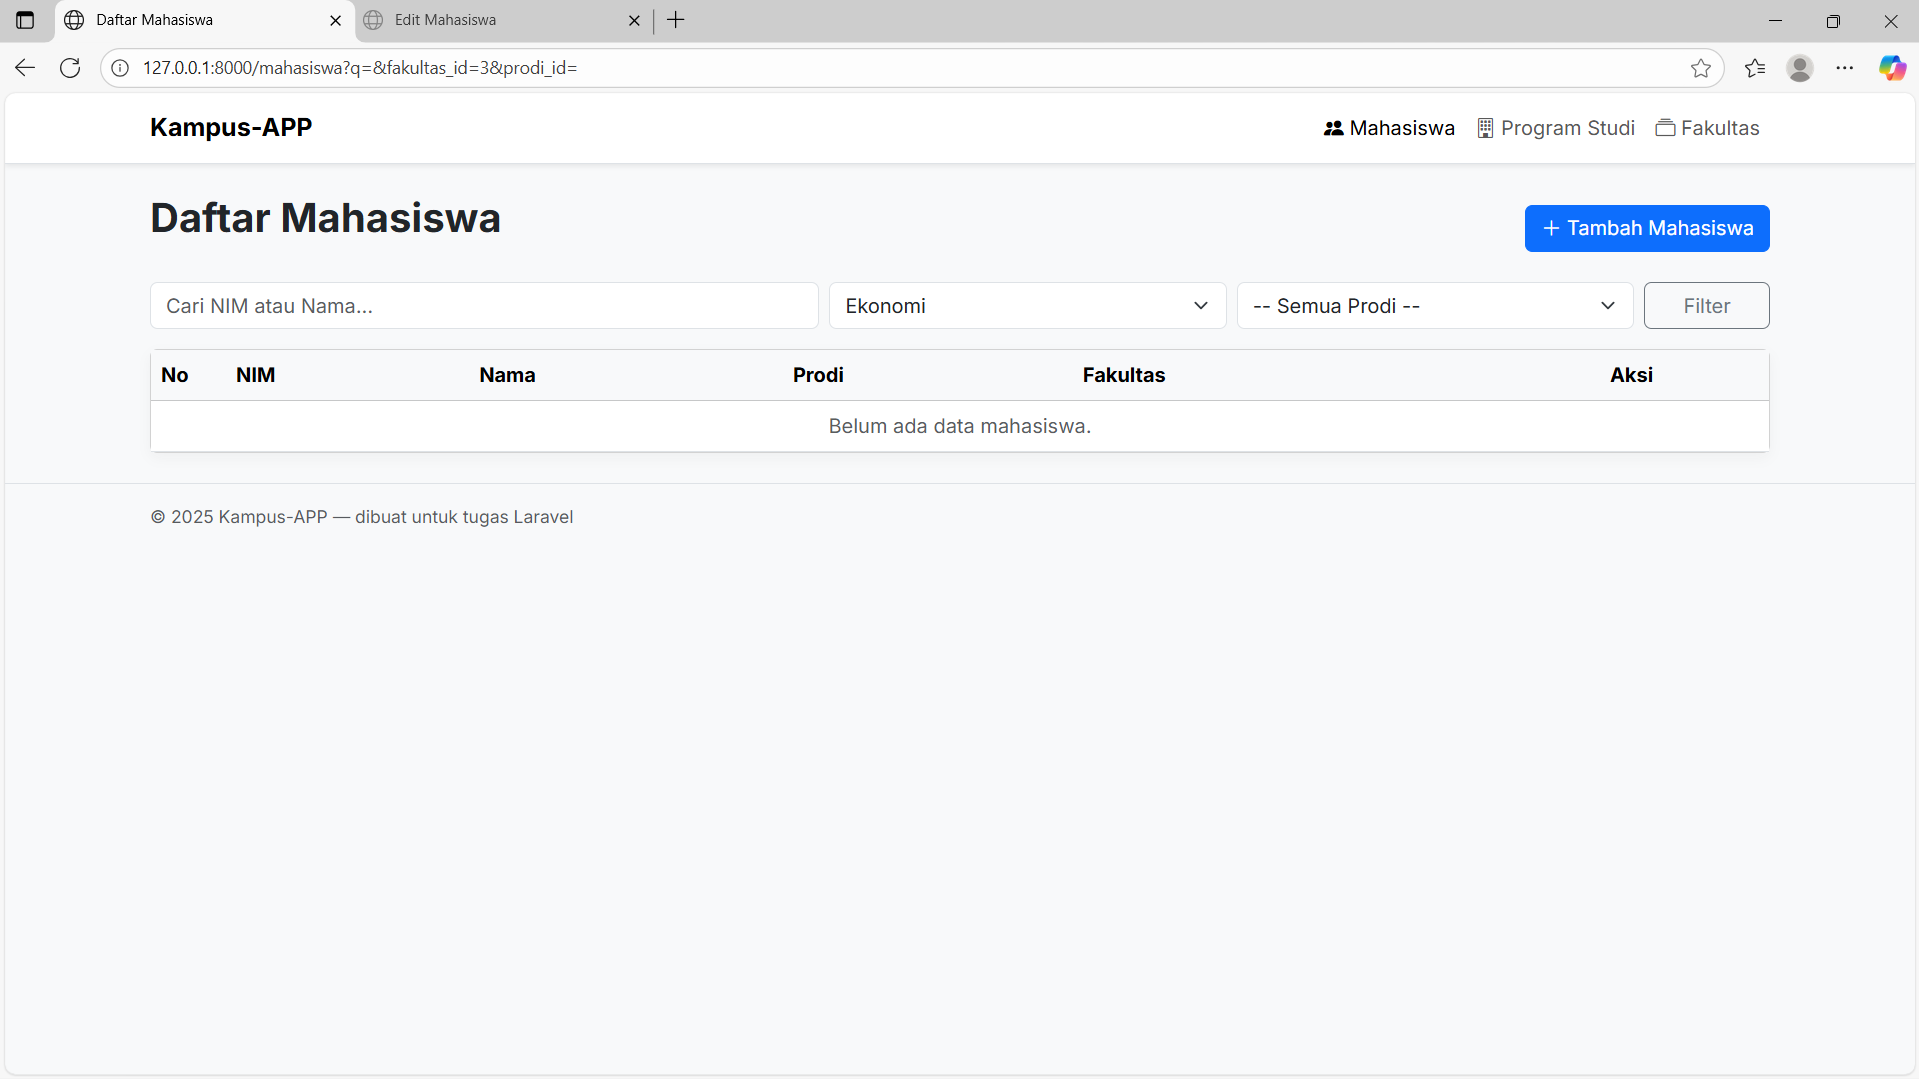 Daftar Mahasiswa
Edit Mahasiswa
127.0.0.1:8000/mahasiswa?q=&fakultas_id=3&prodi_id=
Kampus-APP
Mahasiswa
Program Studi
Fakultas
Daftar Mahasiswa
Tambah Mahasiswa
Cari NIM atau Nama...
Ekonomi
-- Semua Prodi --
Filter
No NIM Nama Prodi Fakultas Aksi
Belum ada data mahasiswa.
© 2025 Kampus-APP — dibuat untuk tugas Laravel